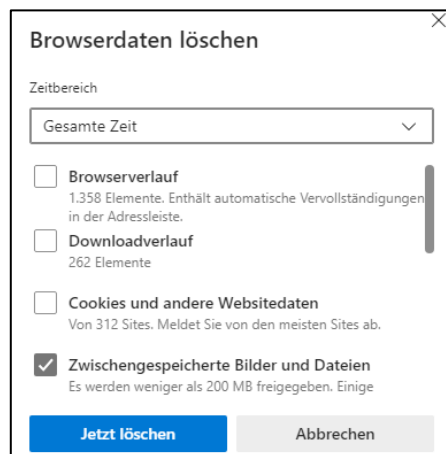 Browserdaten löschen
Zeitbereich
Gesamte Zeit
Browserverlauf
1.358 Elemente. Enthält automatische Vervollständigungen
in der Adressleiste.
Downloadverlauf
262 Elemente
Cookies und andere Websitedaten
Von 312 Sites. Meldet Sie von den meisten Sites ab.
Zwischengespeicherte Bilder und Dateien
Es werden weniger als 200 MB freigegeben. Einige
Jetzt löschen
Abbrechen